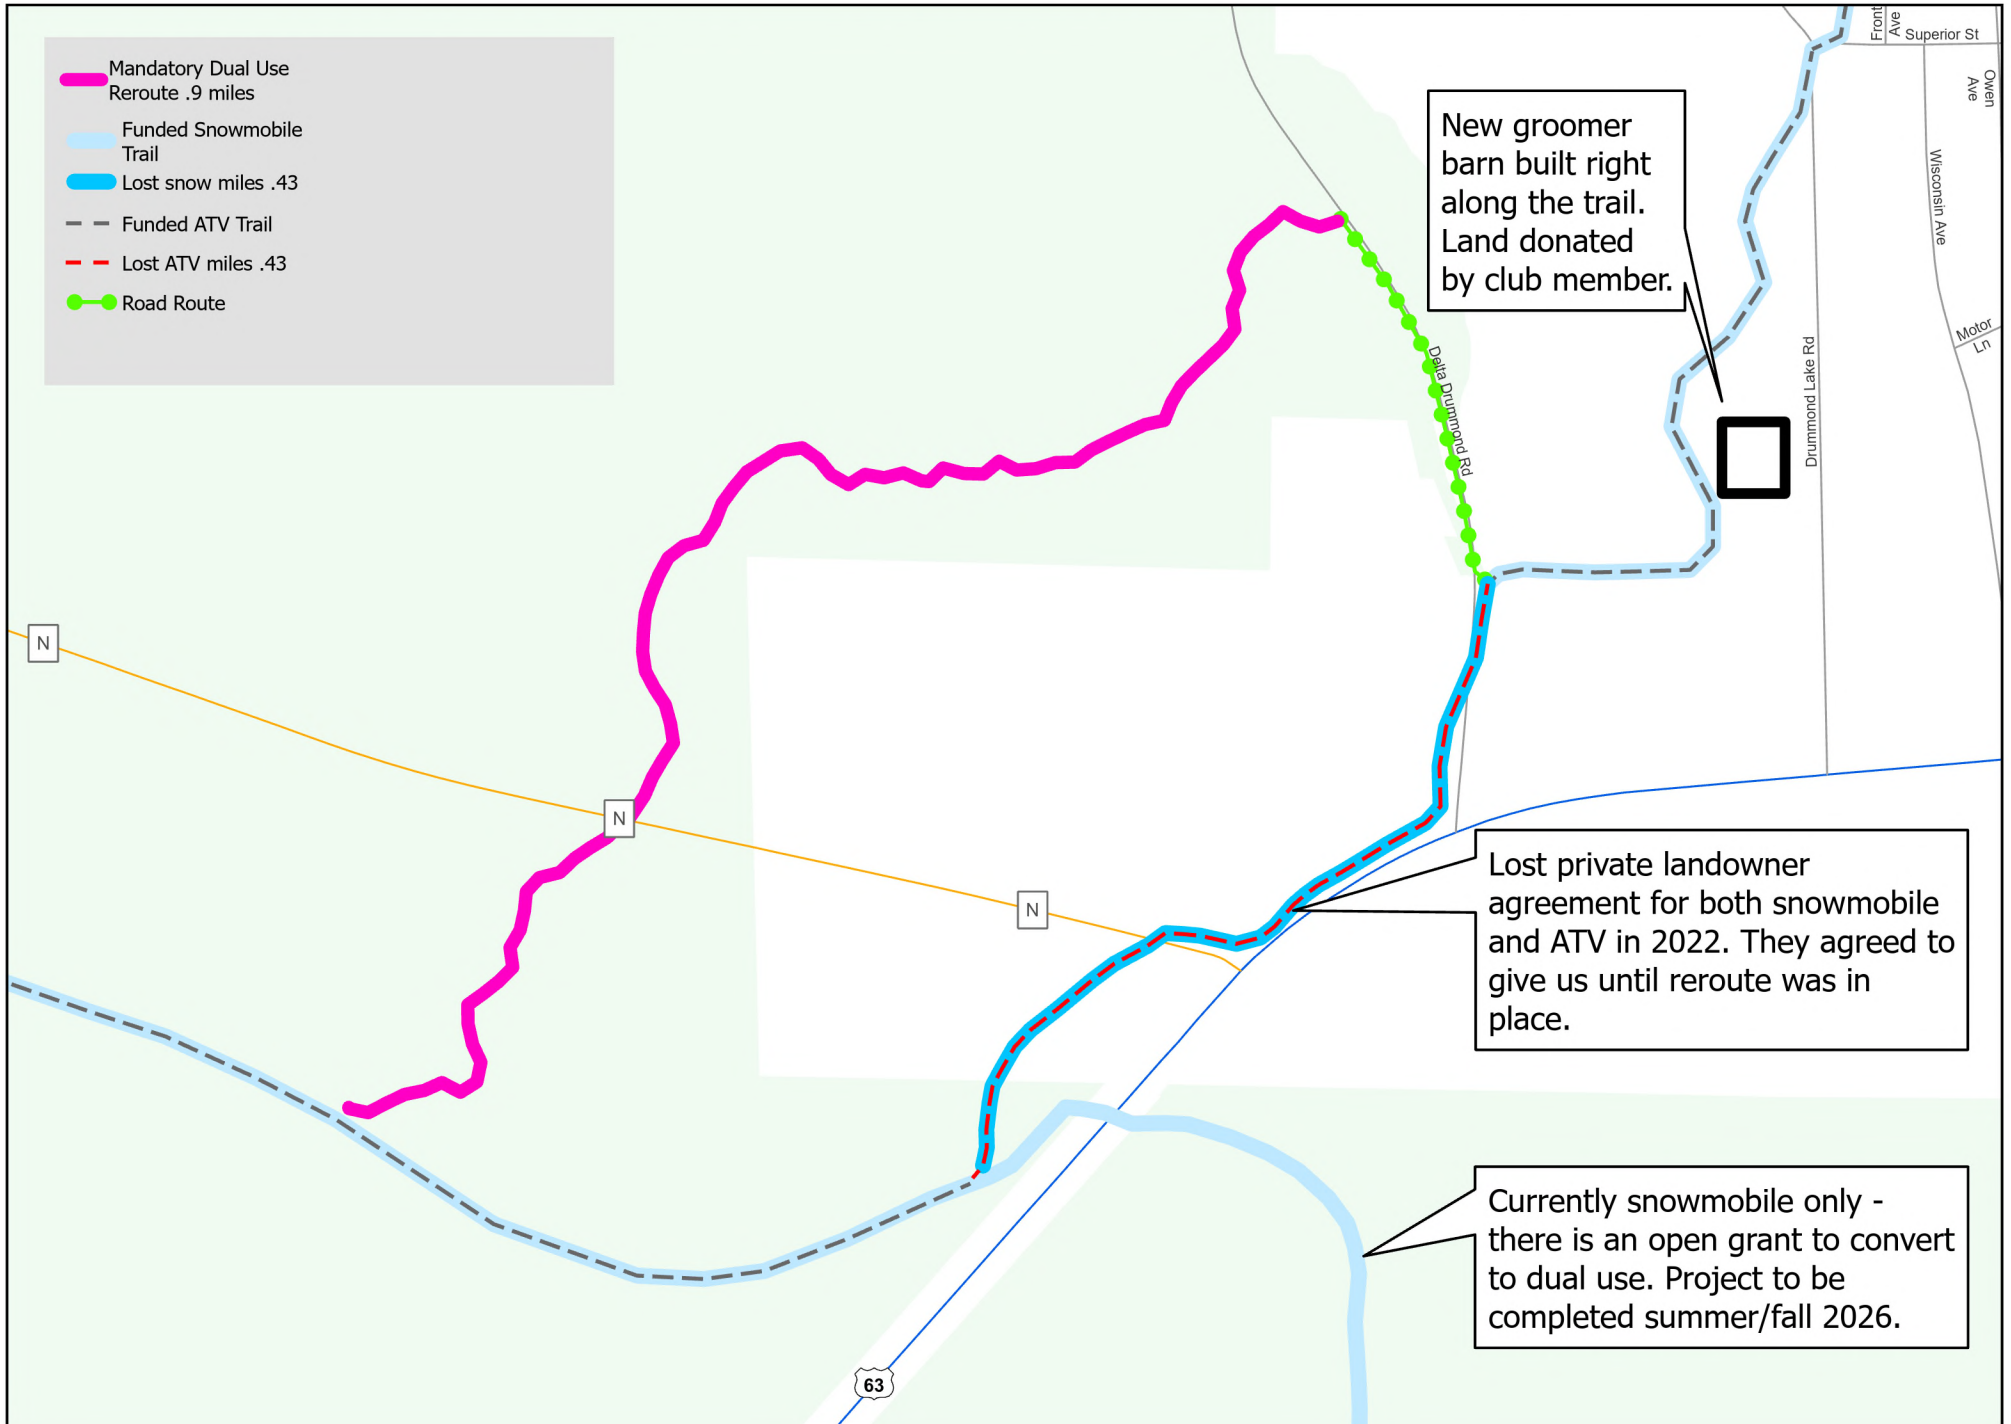 Mandatory Dual Use
Reroute .9 miles
Funded Snowmobile
Trail
Lost snow miles .43
Funded ATV Trail
Lost ATV miles .43
Road Route
Front
Ave
Superior St
Owen
Ave
Wisconsin Ave
Motor
Ln
Drummond Lake Rd
Delta Drummond Rd
New groomer
barn built right
along the trail.
Land donated
by club member.
N
N
N
Lost private landowner
agreement for both snowmobile
and ATV in 2022. They agreed to
give us until reroute was in
place.
Currently snowmobile only -
there is an open grant to convert
to dual use. Project to be
completed summer/fall 2026.
63